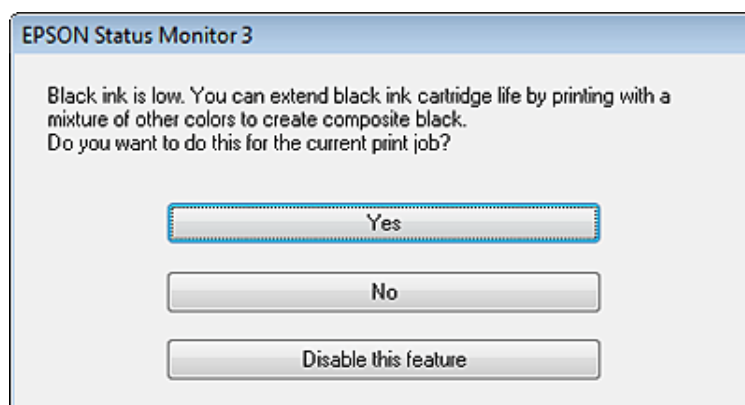 EPSON Status Monitor 3
Black ink is low. You can extend black ink cartridge life by printing with a
mixture of other colors to create composite black.
Do you want to do this for the current print job?
Yes
No
Disable this feature